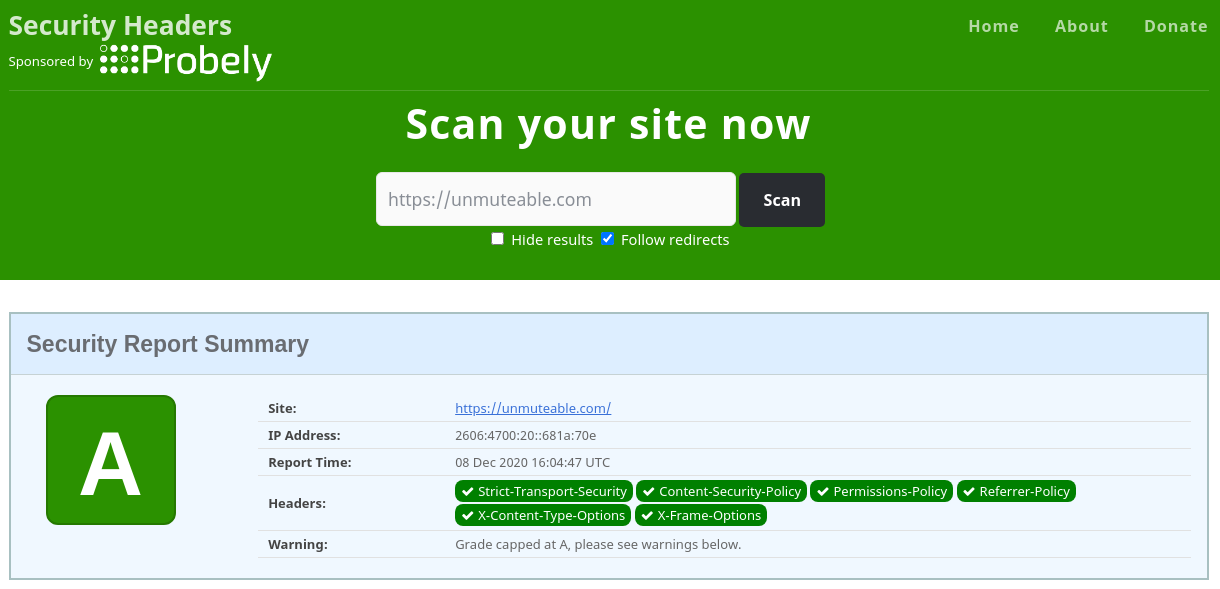 Security Headers
Home About Donate
Sponsored by Probely
Scan your site now
https://unmuteable.com Scan
Hide results Follow redirects
Security Report Summary
A
Site: https://unmuteable.com/
IP Address: 2606:4700:20::681a:70e
Report Time: 08 Dec 2020 16:04:47 UTC
Headers: Strict-Transport-Security Content-Security-Policy Permissions-Policy Referrer-Policy
X-Content-Type-Options X-Frame-Options
Warning: Grade capped at A, please see warnings below.